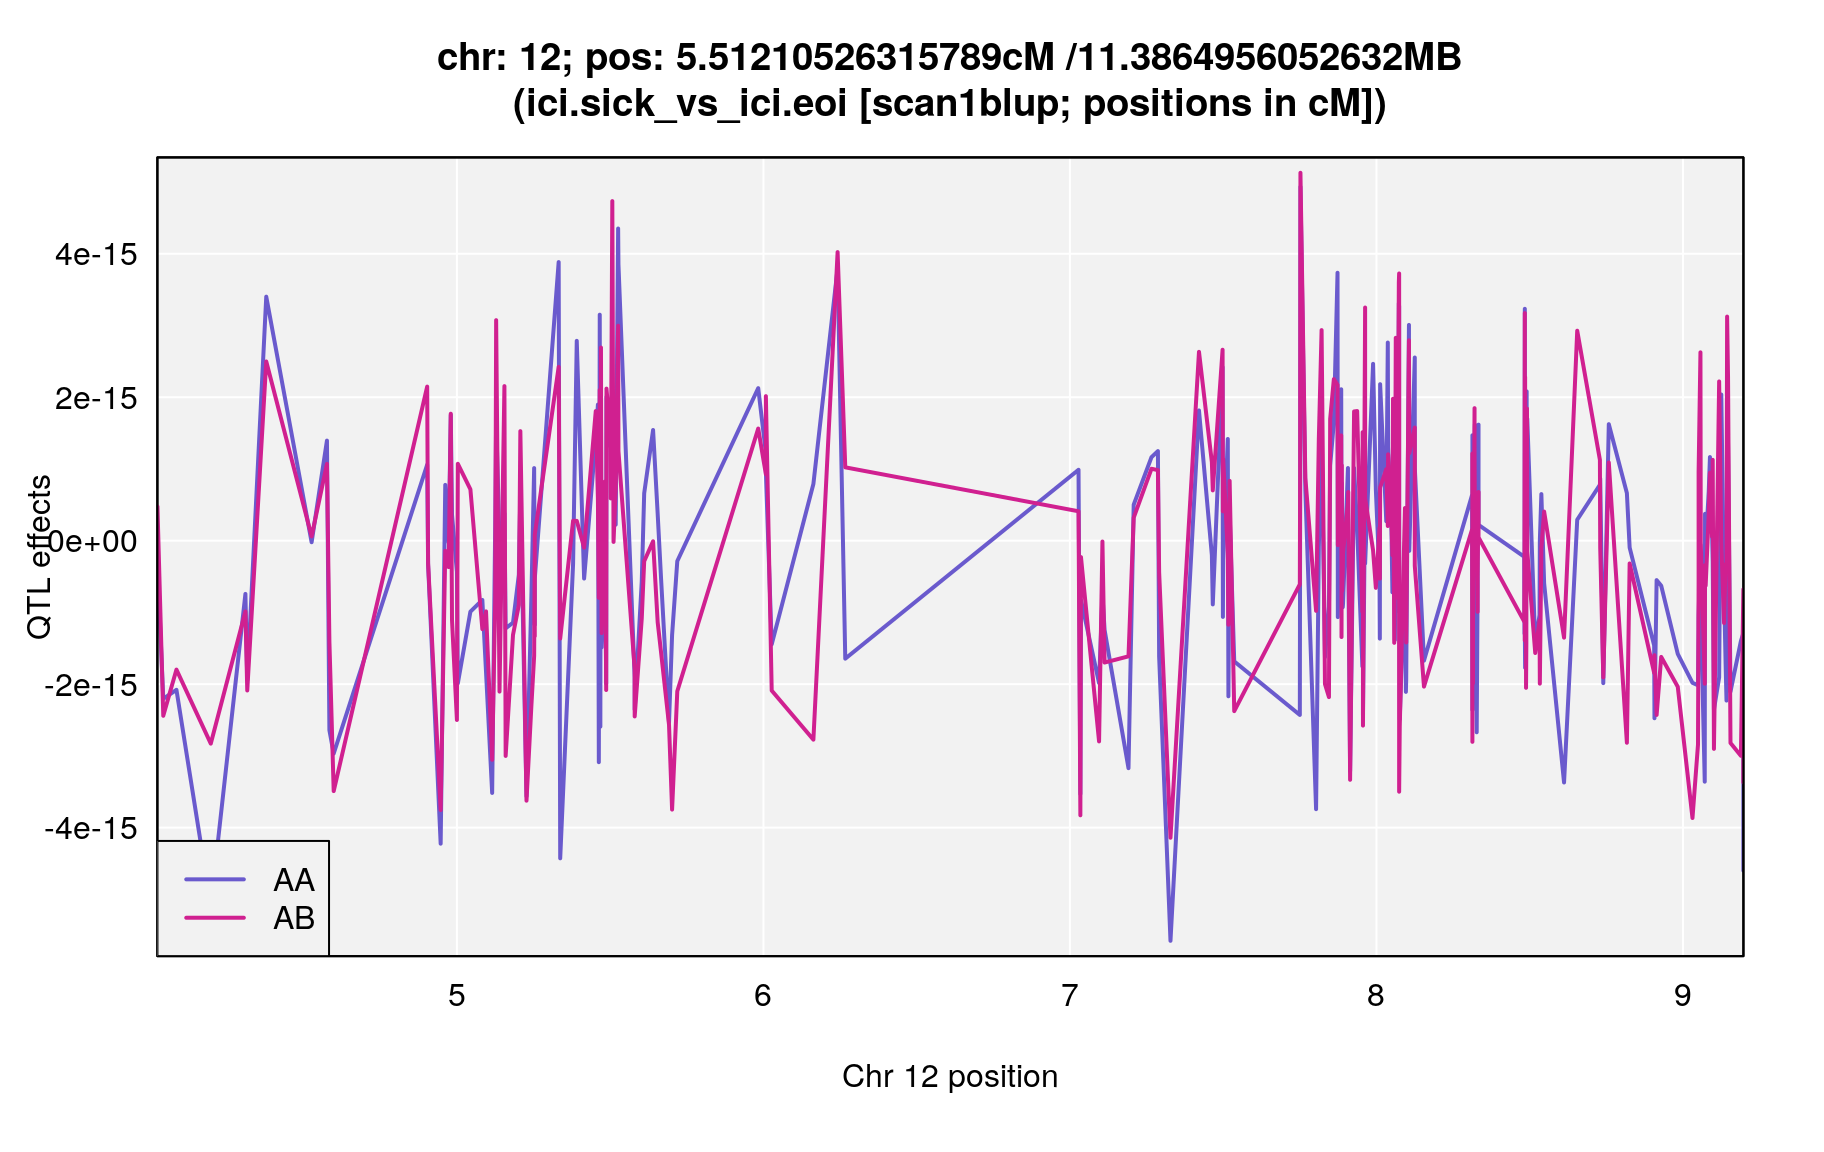 chr: 12; pos: 5.51210526315789cM /11.3864956052632MB
(ici.sick_vs_ici.eoi [scan1blup; positions in cM])
QTL effects
4e-15
2e-15
0e+00
-2e-15
-4e-15
AA
AB
5 6 7 8 9
Chr 12 position